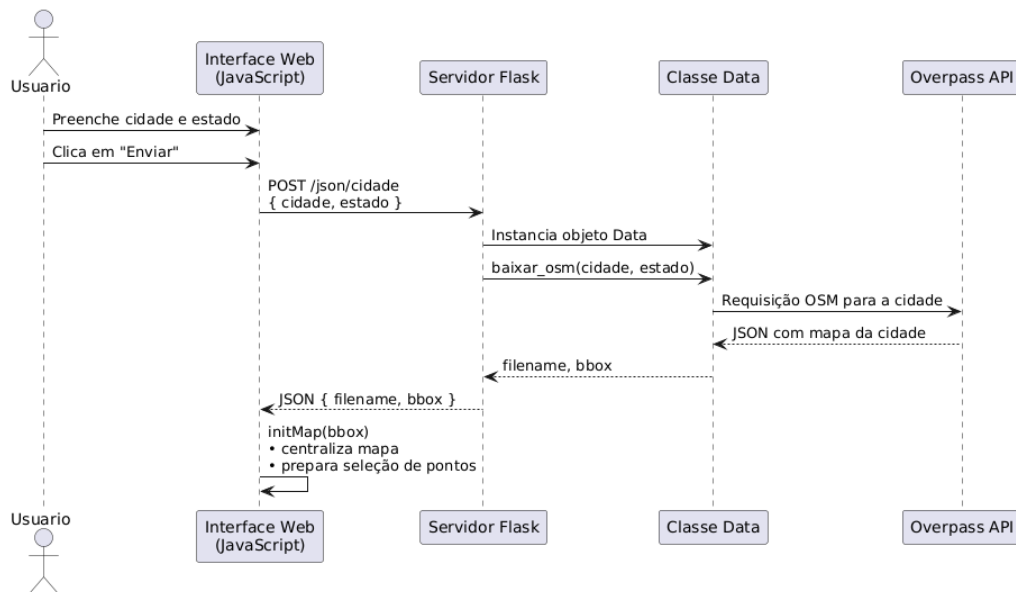 Usuario
Interface Web
(JavaScript)
Servidor Flask
Classe Data
Overpass API
Preenche cidade e estado
Clica em "Enviar"
POST /json/cidade
{ cidade, estado }
Instancia objeto Data
baixar_osm(cidade, estado)
Requisição OSM para a cidade
JSON com mapa da cidade
filename, bbox
JSON { filename, bbox }
initMap(bbox)
• centraliza mapa
• prepara seleção de pontos
Usuario
Interface Web
(JavaScript)
Servidor Flask
Classe Data
Overpass API